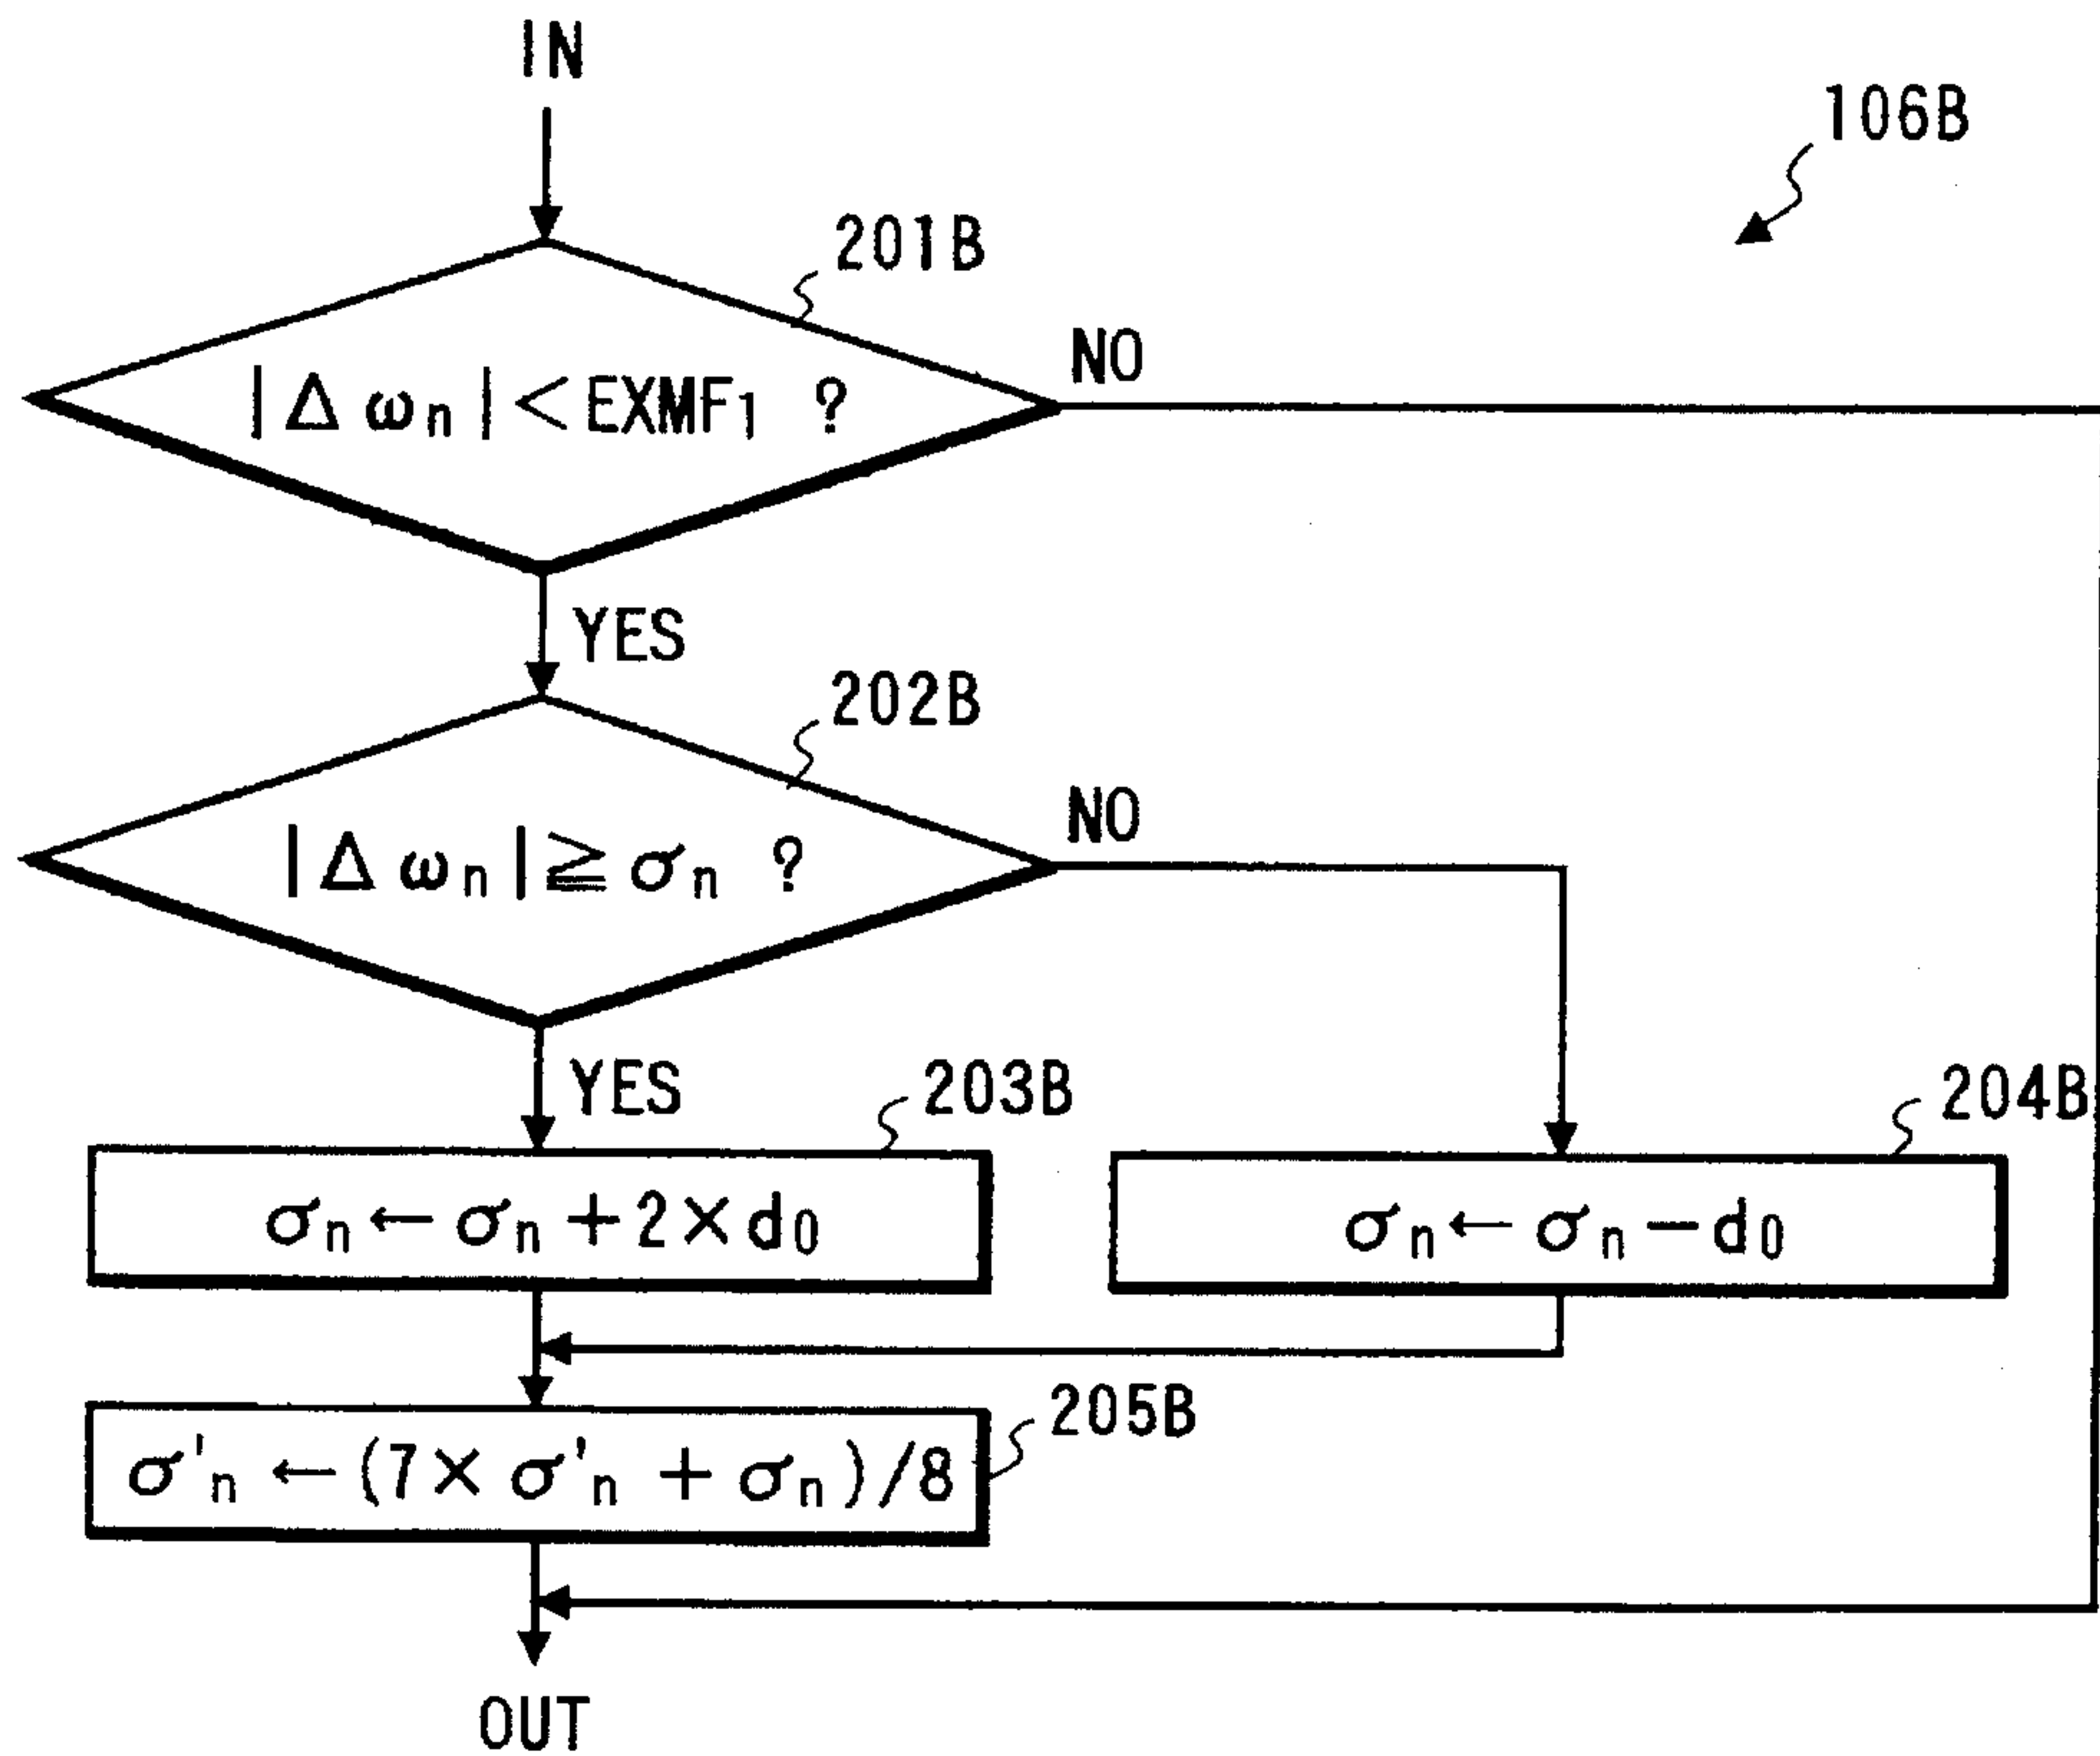 IN
106B
201B
|Δωn|<EXMF1 ?
NO
YES
202B
|Δωn|≧σn ?
NO
YES
203B
204B
σn←σn+2×d0
σn←σn−d0
205B
σ'n←(7×σ'n+σn)/8
OUT